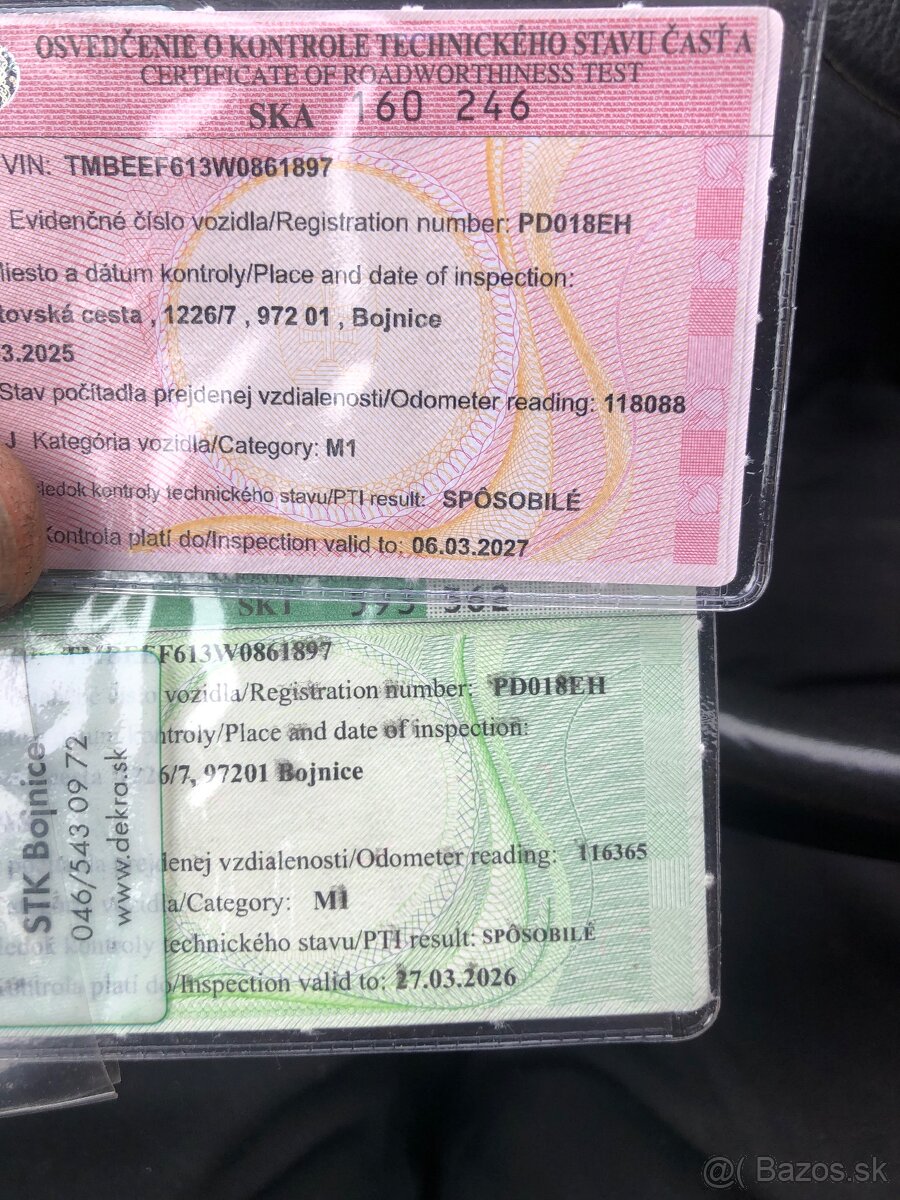 OSVEDČENIE O KONTROLE TECHNICKÉHO STAVU ČASŤ A
CERTIFICATE OF ROADWORTHINESS TEST
SKA 160 246
VIN: TMBEEF613W0861897
Evidenčné číslo vozidla/Registration number: PD018EH
iesto a dátum kontroly/Place and date of inspection:
tovská cesta , 1226/7 , 972 01 , Bojnice
3.2025
Stav počítadla prejdenej vzdialenosti/Odometer reading: 118088
J Kategória vozidla/Category: M1
ledok kontroly technického stavu/PTI result: SPÔSOBILÉ
Kontrola platí do/Inspection valid to: 06.03.2027
F613W0861897
vozidla/Registration number: PD018EH
ntroly/Place and date of inspection:
26/7, 97201 Bojnice
denej vzdialenosti/Odometer reading: 116365
a/Category: M1
technického stavu/PTI result: SPÔSOBILÉ
o/Inspection valid to: 27.03.2026
STK Bojnice
046/543 09 72
www.dekra.sk
@( Bazos.sk